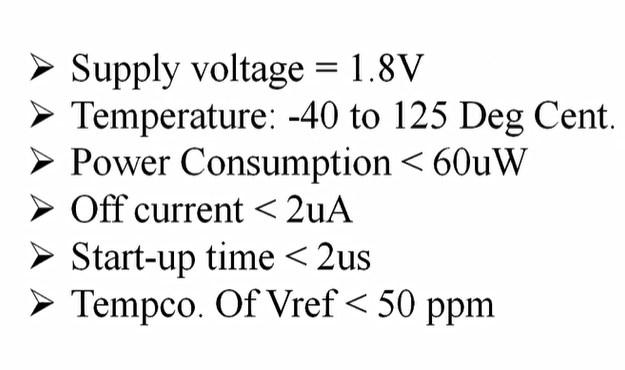 ➢ Supply voltage = 1.8V
➢ Temperature: -40 to 125 Deg Cent.
➢ Power Consumption < 60uW
➢ Off current < 2uA
➢ Start-up time < 2us
➢ Tempco. Of Vref < 50 ppm